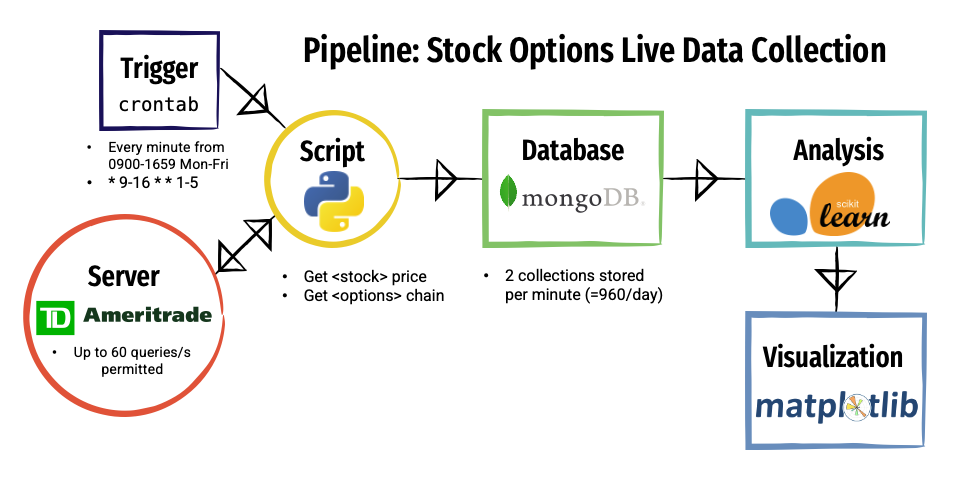 Pipeline: Stock Options Live Data Collection
Trigger
crontab
• Every minute from
0900-1659 Mon-Fri
• * 9-16 * * 1-5
Script
• Get <stock> price
• Get <options> chain
Server
TD Ameritrade
• Up to 60 queries/s
permitted
Database
mongoDB®
• 2 collections stored
per minute (=960/day)
Analysis
scikit
learn
Visualization
matplotlib